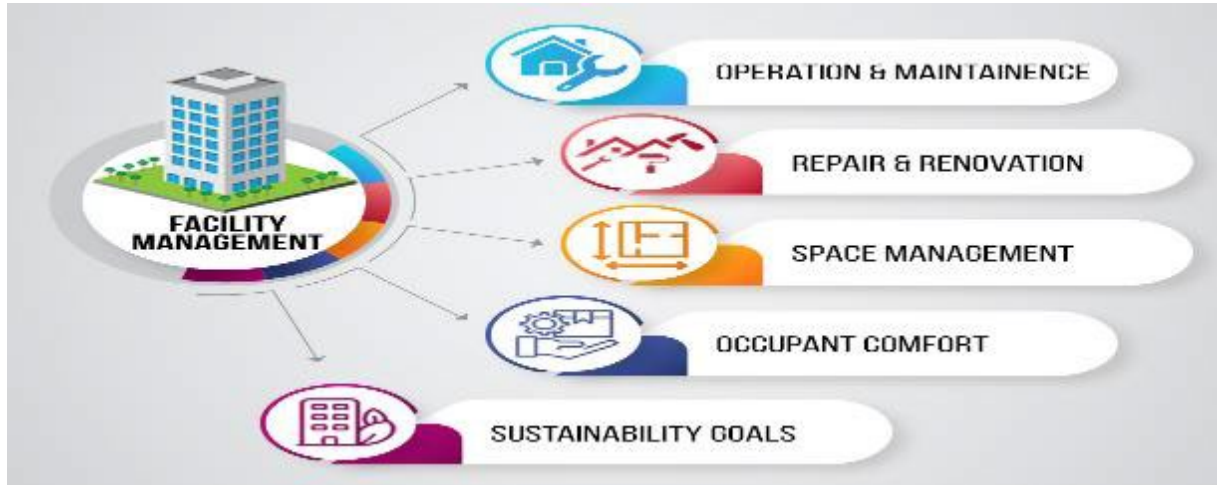 FACILITY
MANAGEMENT
OPERATION & MAINTAINENCE
REPAIR & RENOVATION
SPACE MANAGEMENT
OCCUPANT COMFORT
SUSTAINABILITY GOALS